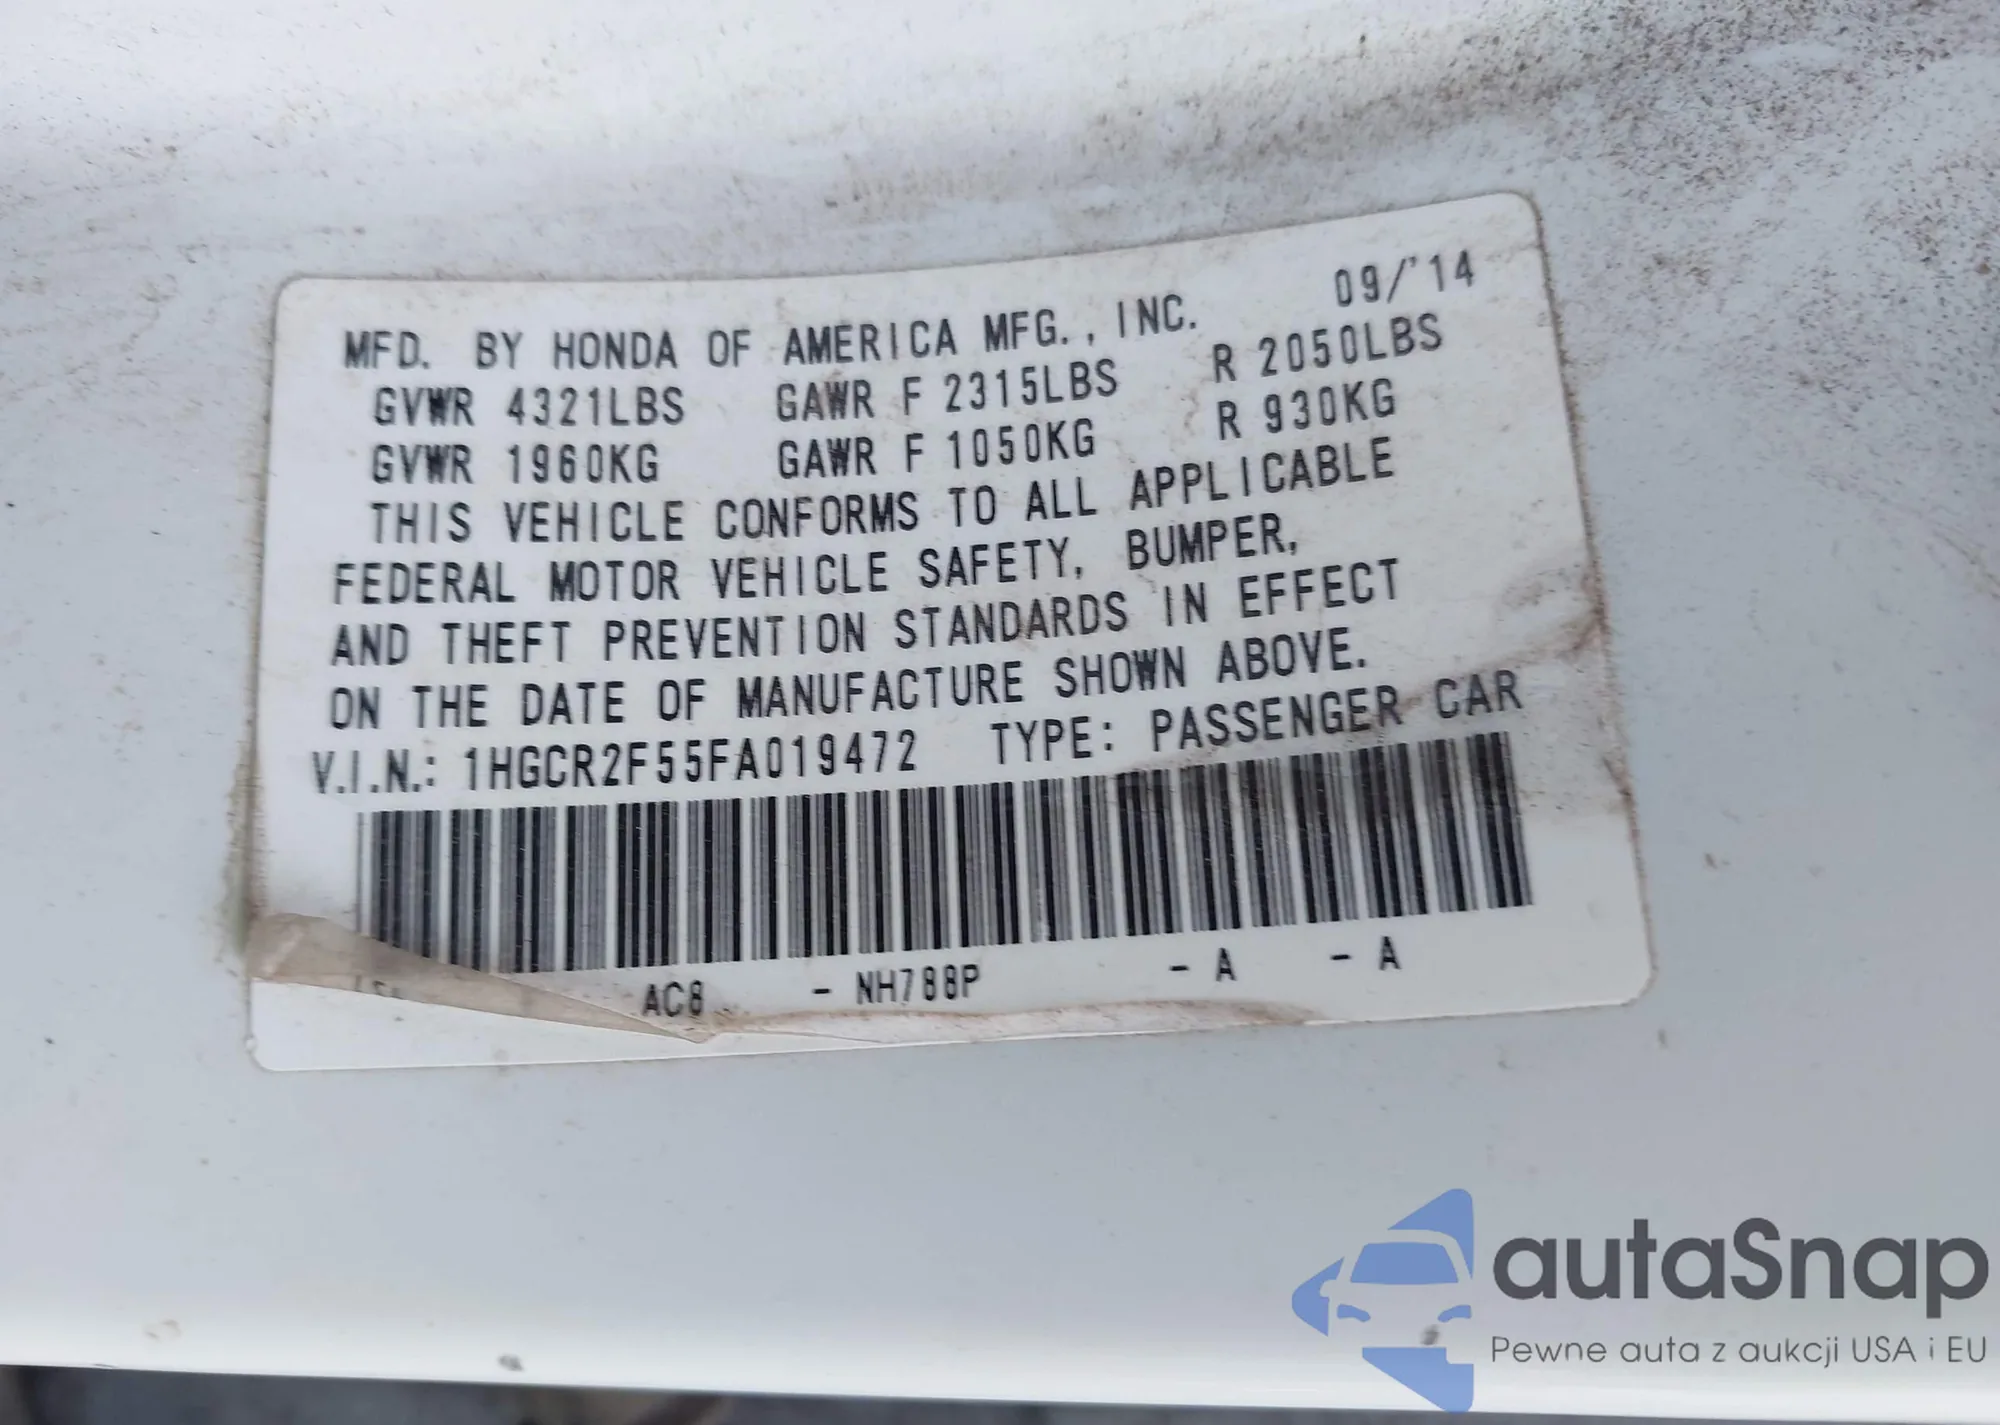 09/'14
MFD. BY HONDA OF AMERICA MFG., INC.
GVWR 4321LBS GAWR F 2315LBS R 2050LBS
GVWR 1960KG GAWR F 1050KG R 930KG
THIS VEHICLE CONFORMS TO ALL APPLICABLE
FEDERAL MOTOR VEHICLE SAFETY, BUMPER,
AND THEFT PREVENTION STANDARDS IN EFFECT
ON THE DATE OF MANUFACTURE SHOWN ABOVE.
V.I.N.: 1HGCR2F55FA019472 TYPE: PASSENGER CAR
AC8 - NH788P - A - A
autaSnap
Pewne auta z aukcji USA i EU